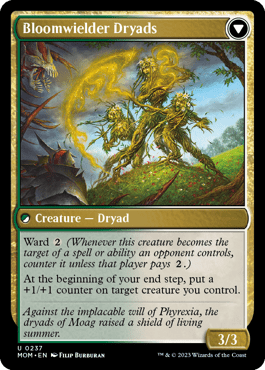 Bloomwielder Dryads
Creature — Dryad
Ward 2 (Whenever this creature becomes the
target of a spell or ability an opponent controls,
counter it unless that player pays 2.)
At the beginning of your end step, put a
+1/+1 counter on target creature you control.
Against the implacable will of Phyrexia, the
dryads of Moag raised a shield of living
summer.
3/3
U 0237
MOM • EN FILIP BURBURAN
™ & © 2023 Wizards of the Coast